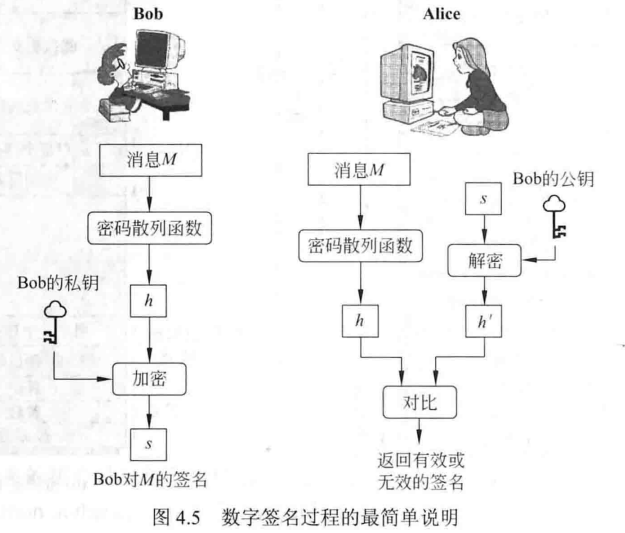 Bob
Alice
消息M
密码散列函数
Bob的私钥
h
加密
s
Bob对M的签名
消息M
密码散列函数
h
Bob的公钥
s
解密
h'
对比
返回有效或
无效的签名
图 4.5 数字签名过程的最简单说明